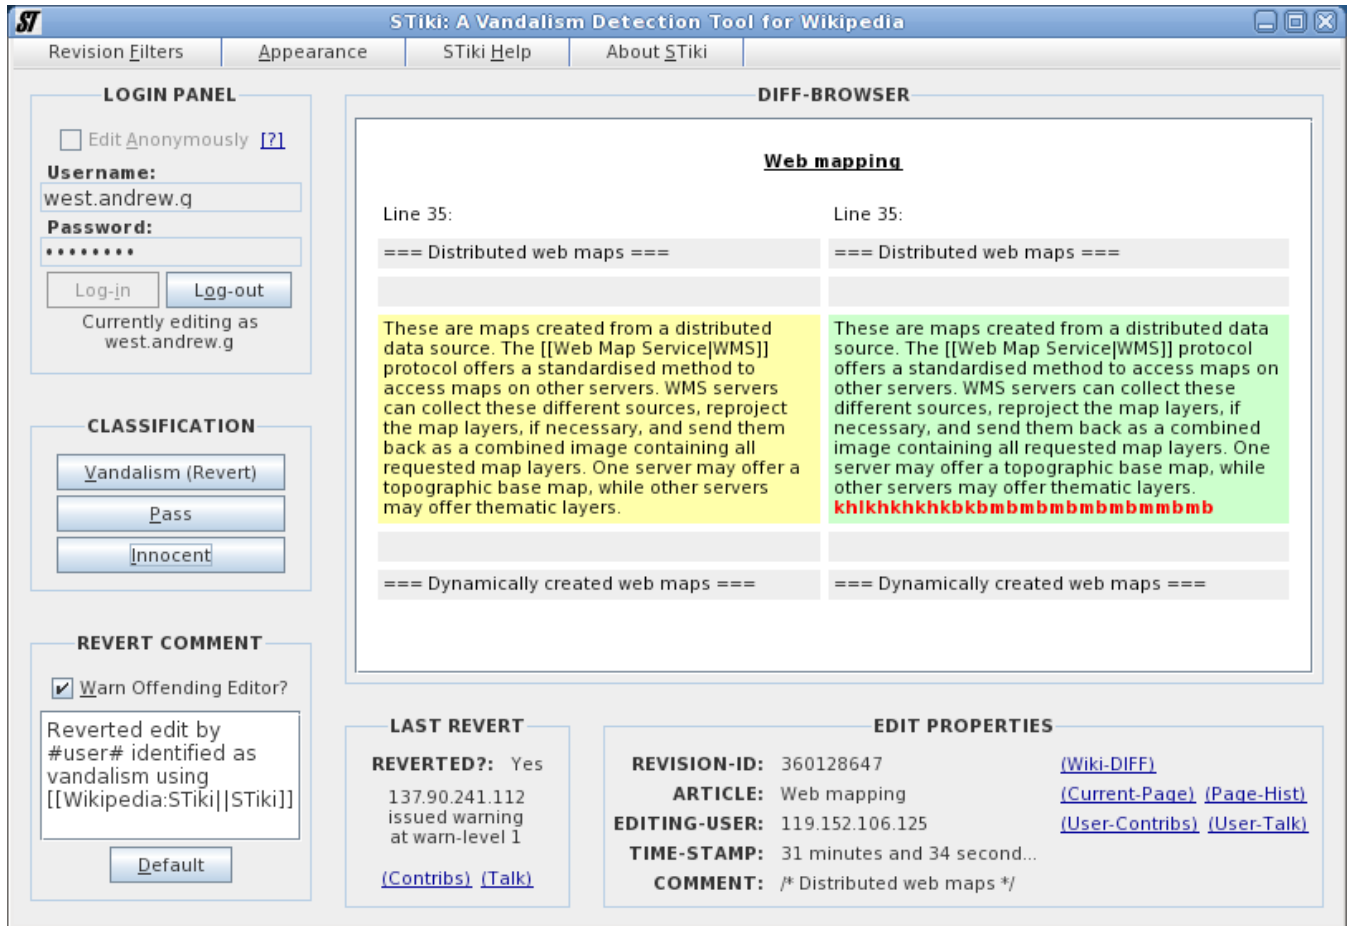 ST STiki: A Vandalism Detection Tool for Wikipedia
Revision Filters Appearance STiki Help About STiki
LOGIN PANEL
Edit Anonymously [?]
Username:
west.andrew.g
Password:
••••••••
Log-in Log-out
Currently editing as
west.andrew.g
CLASSIFICATION
Vandalism (Revert)
Pass
Innocent
REVERT COMMENT
Warn Offending Editor?
Reverted edit by
#user# identified as
vandalism using
[[Wikipedia:STiki||STiki]]
Default
DIFF-BROWSER
Web mapping
Line 35: Line 35:
=== Distributed web maps === === Distributed web maps ===
These are maps created from a distributed
data source. The [[Web Map Service|WMS]]
protocol offers a standardised method to
access maps on other servers. WMS servers
can collect these different sources, reproject
the map layers, if necessary, and send them
back as a combined image containing all
requested map layers. One server may offer a
topographic base map, while other servers
may offer thematic layers.
These are maps created from a distributed data
source. The [[Web Map Service|WMS]] protocol
offers a standardised method to access maps on
other servers. WMS servers can collect these
different sources, reproject the map layers, if
necessary, and send them back as a combined
image containing all requested map layers. One
server may offer a topographic base map, while
other servers may offer thematic layers.
khlkhkhkhkbkbmbmbmbmbmbmmbmb
=== Dynamically created web maps === === Dynamically created web maps ===
LAST REVERT
REVERTED?: Yes
137.90.241.112
issued warning
at warn-level 1
(Contribs) (Talk)
EDIT PROPERTIES
REVISION-ID: 360128647 (Wiki-DIFF)
ARTICLE: Web mapping (Current-Page) (Page-Hist)
EDITING-USER: 119.152.106.125 (User-Contribs) (User-Talk)
TIME-STAMP: 31 minutes and 34 second...
COMMENT: /* Distributed web maps */